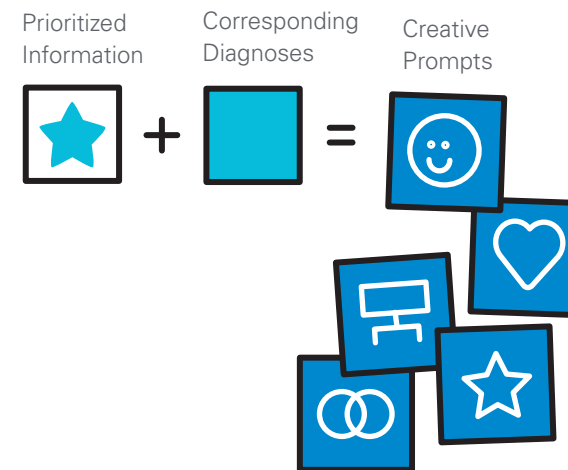 Prioritized
Information
Corresponding
Diagnoses
Creative
Prompts
+
=